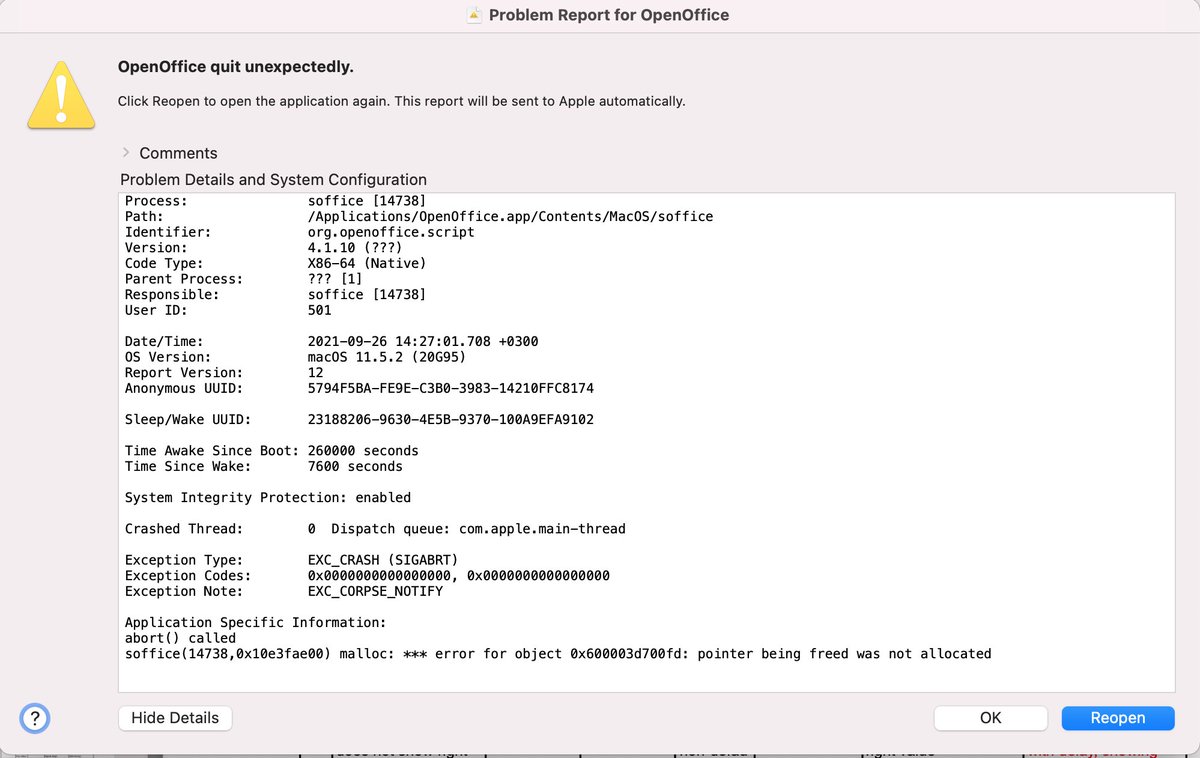 Problem Report for OpenOffice
OpenOffice quit unexpectedly.
Click Reopen to open the application again. This report will be sent to Apple automatically.
Comments
Problem Details and System Configuration
Process: soffice [14738]
Path: /Applications/OpenOffice.app/Contents/MacOS/soffice
Identifier: org.openoffice.script
Version: 4.1.10 (???)
Code Type: X86-64 (Native)
Parent Process: ??? [1]
Responsible: soffice [14738]
User ID: 501
Date/Time: 2021-09-26 14:27:01.708 +0300
OS Version: macOS 11.5.2 (20G95)
Report Version: 12
Anonymous UUID: 5794F5BA-FE9E-C3B0-3983-14210FFC8174
Sleep/Wake UUID: 23188206-9630-4E5B-9370-100A9EFA9102
Time Awake Since Boot: 260000 seconds
Time Since Wake: 7600 seconds
System Integrity Protection: enabled
Crashed Thread: 0 Dispatch queue: com.apple.main-thread
Exception Type: EXC_CRASH (SIGABRT)
Exception Codes: 0x0000000000000000, 0x0000000000000000
Exception Note: EXC_CORPSE_NOTIFY
Application Specific Information:
abort() called
soffice(14738,0x10e3fae00) malloc: *** error for object 0x600003d700fd: pointer being freed was not allocated
?
Hide Details
OK
Reopen